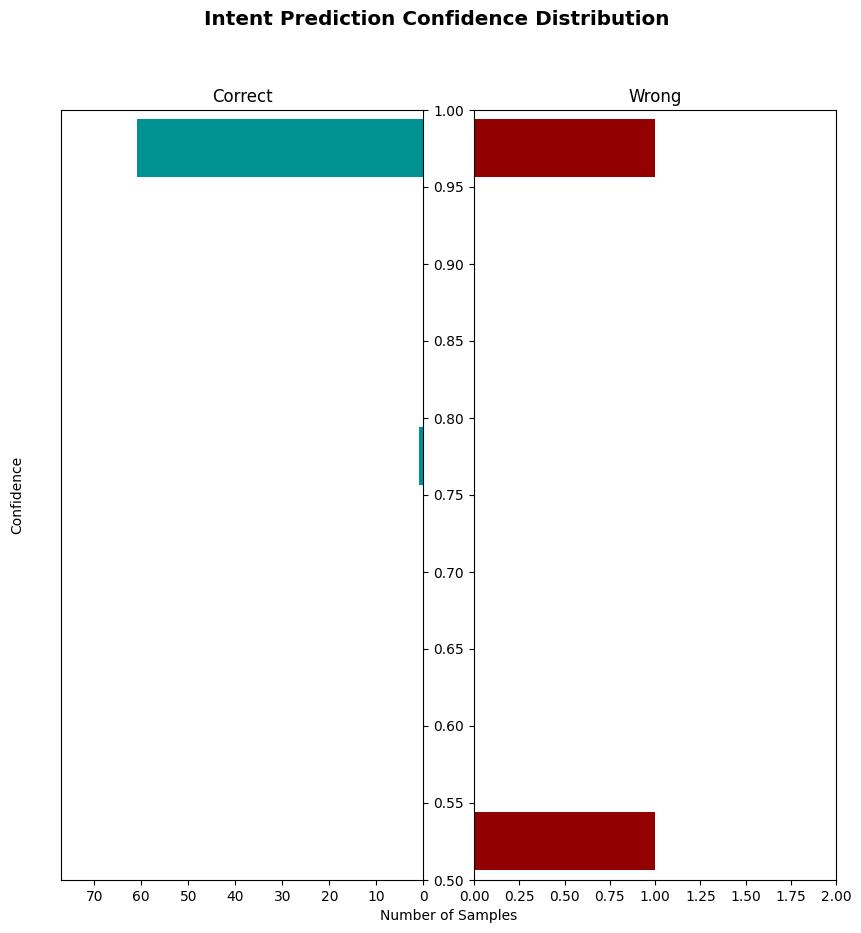 Intent Prediction Confidence Distribution
Correct
Wrong
1.00
0.95
0.90
0.85
0.80
0.75
0.70
0.65
0.60
0.55
0.50
Confidence
70 60 50 40 30 20 10 0
0.00 0.25 0.50 0.75 1.00 1.25 1.50 1.75 2.00
Number of Samples